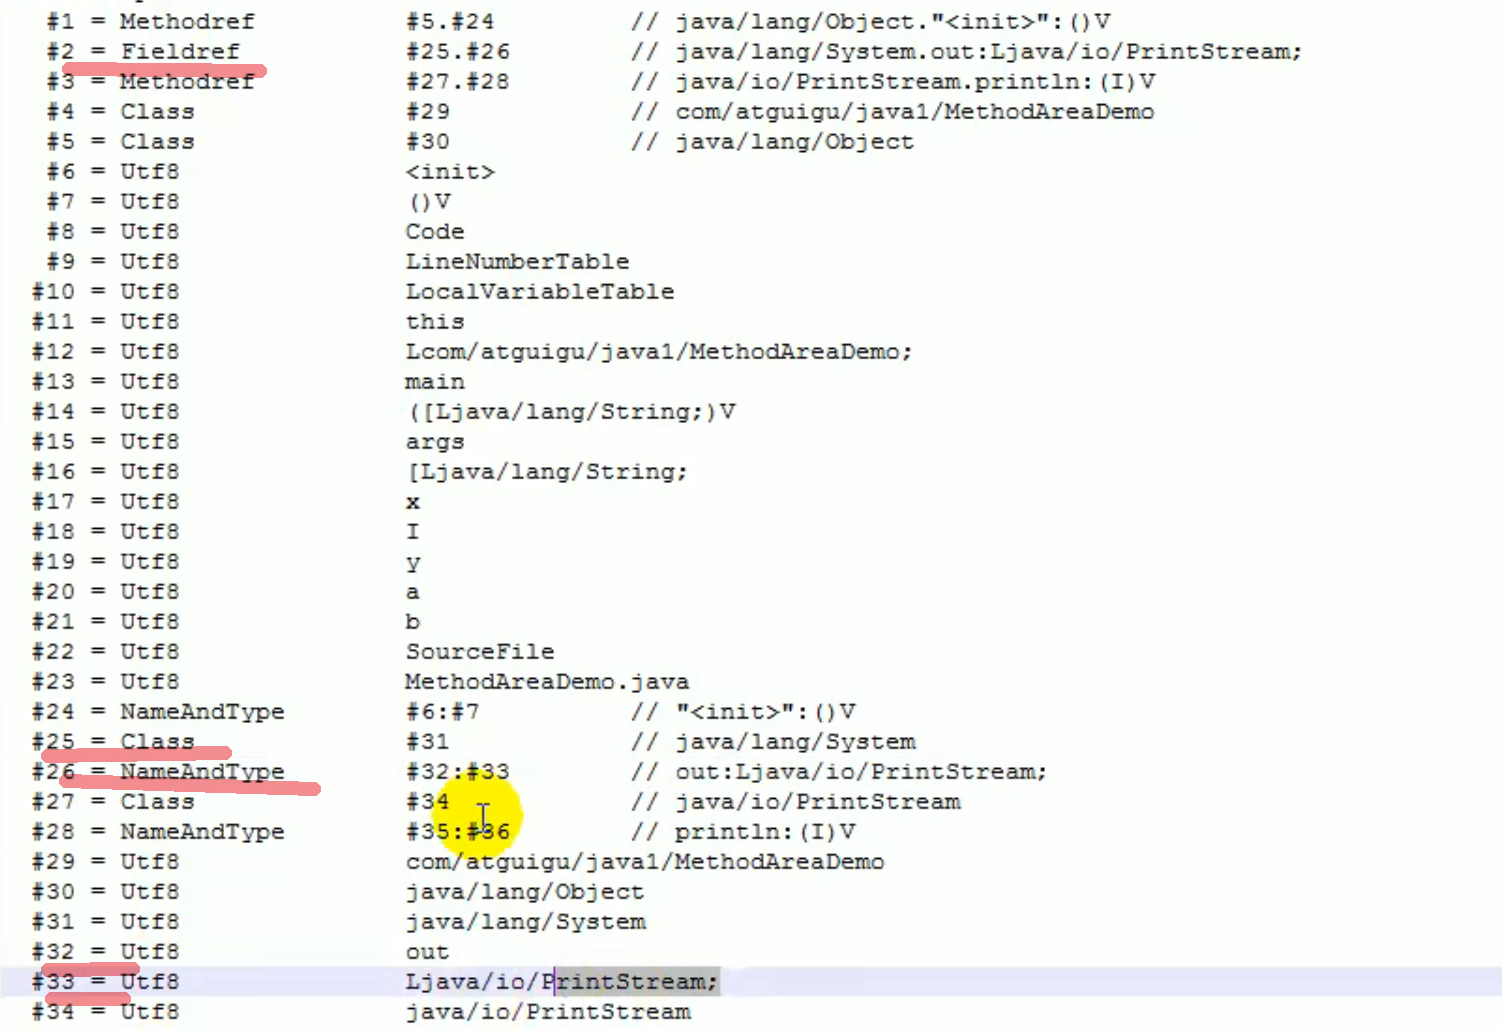 #1 = Methodref #5.#24 // java/lang/Object."<init>":()V
#2 = Fieldref #25.#26 // java/lang/System.out:Ljava/io/PrintStream;
#3 = Methodref #27.#28 // java/io/PrintStream.println:(I)V
#4 = Class #29 // com/atguigu/java1/MethodAreaDemo
#5 = Class #30 // java/lang/Object
#6 = Utf8 <init>
#7 = Utf8 ()V
#8 = Utf8 Code
#9 = Utf8 LineNumberTable
#10 = Utf8 LocalVariableTable
#11 = Utf8 this
#12 = Utf8 Lcom/atguigu/java1/MethodAreaDemo;
#13 = Utf8 main
#14 = Utf8 ([Ljava/lang/String;)V
#15 = Utf8 args
#16 = Utf8 [Ljava/lang/String;
#17 = Utf8 x
#18 = Utf8 I
#19 = Utf8 y
#20 = Utf8 a
#21 = Utf8 b
#22 = Utf8 SourceFile
#23 = Utf8 MethodAreaDemo.java
#24 = NameAndType #6:#7 // "<init>":()V
#25 = Class #31 // java/lang/System
#26 = NameAndType #32:#33 // out:Ljava/io/PrintStream;
#27 = Class #34 // java/io/PrintStream
#28 = NameAndType #35:#36 // println:(I)V
#29 = Utf8 com/atguigu/java1/MethodAreaDemo
#30 = Utf8 java/lang/Object
#31 = Utf8 java/lang/System
#32 = Utf8 out
#33 = Utf8 Ljava/io/PrintStream;
#34 = Utf8 java/io/PrintStream